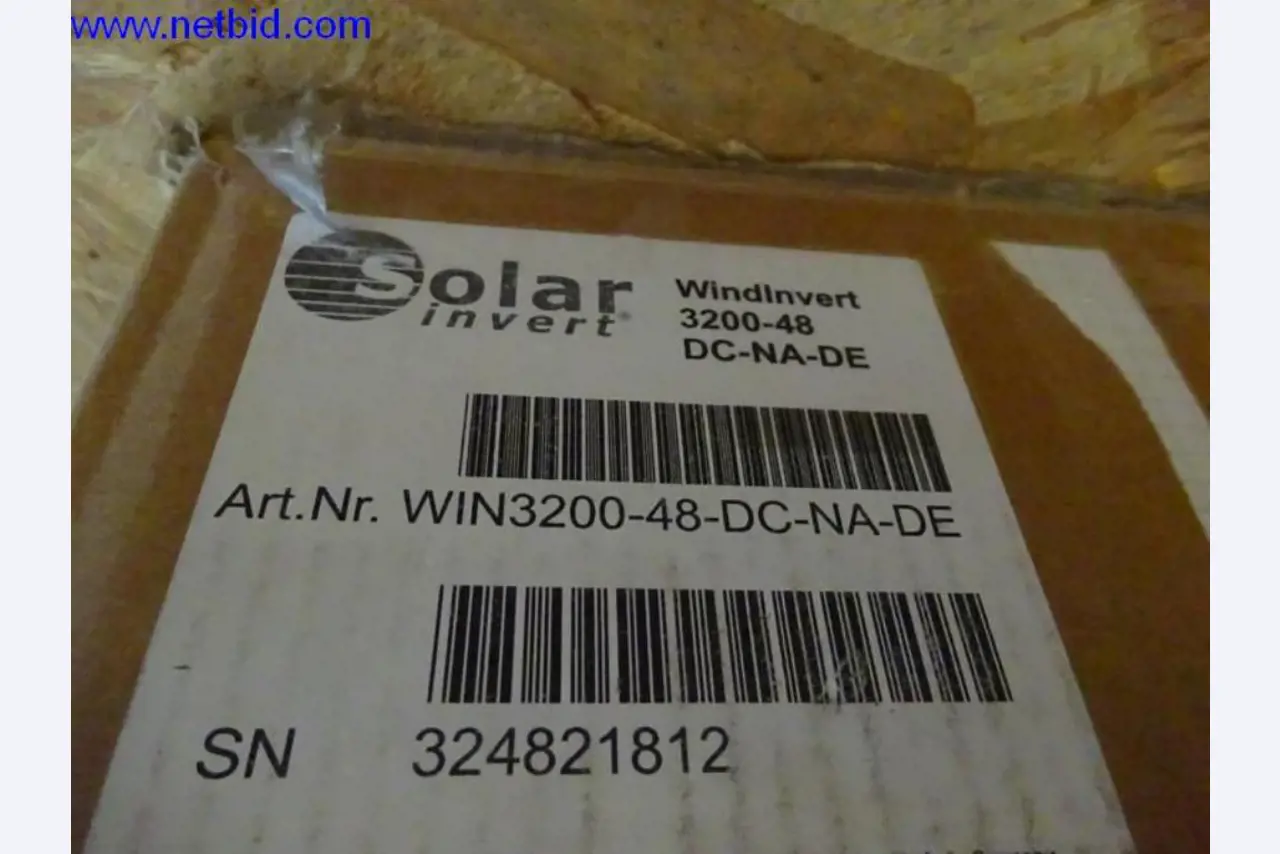 www.netbid.com
Solar
invert®
WindInvert
3200-48
DC-NA-DE
Art.Nr. WIN3200-48-DC-NA-DE
SN 324821812